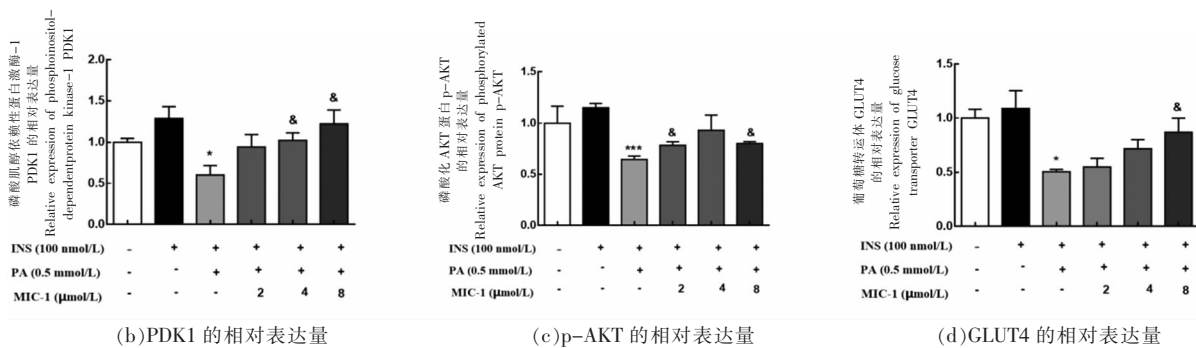 磷酸肌醇依赖性蛋白激酶-1
PDK1 的相对表达量
Relative expression of phosphoinositol-
dependentprotein kinase-1 PDK1
2.0
1.5
1.0
0.5
0.0
*
&
&
INS (100 nmol/L) - + + + + +
PA (0.5 mmol/L) - - + + + +
MIC-1 (μmol/L) - - - 2 4 8
(b)PDK1 的相对表达量
磷酸化 AKT 蛋白 p-AKT
的相对表达量
Relative expression of phosphorylated
AKT protein p-AKT
1.5
1.0
0.5
0.0
***
&
&
INS (100 nmol/L) - + + + + +
PA (0.5 mmol/L) - - + + + +
MIC-1 (μmol/L) - - - 2 4 8
(c)p-AKT 的相对表达量
葡萄糖转运体 GLUT4
的相对表达量
Relative expression of glucose
transporter GLUT4
1.5
1.0
0.5
0.0
*
&
INS (100 nmol/L) - + + + + +
PA (0.5 mmol/L) - - + + + +
MIC-1 (μmol/L) - - - 2 4 8
(d)GLUT4 的相对表达量